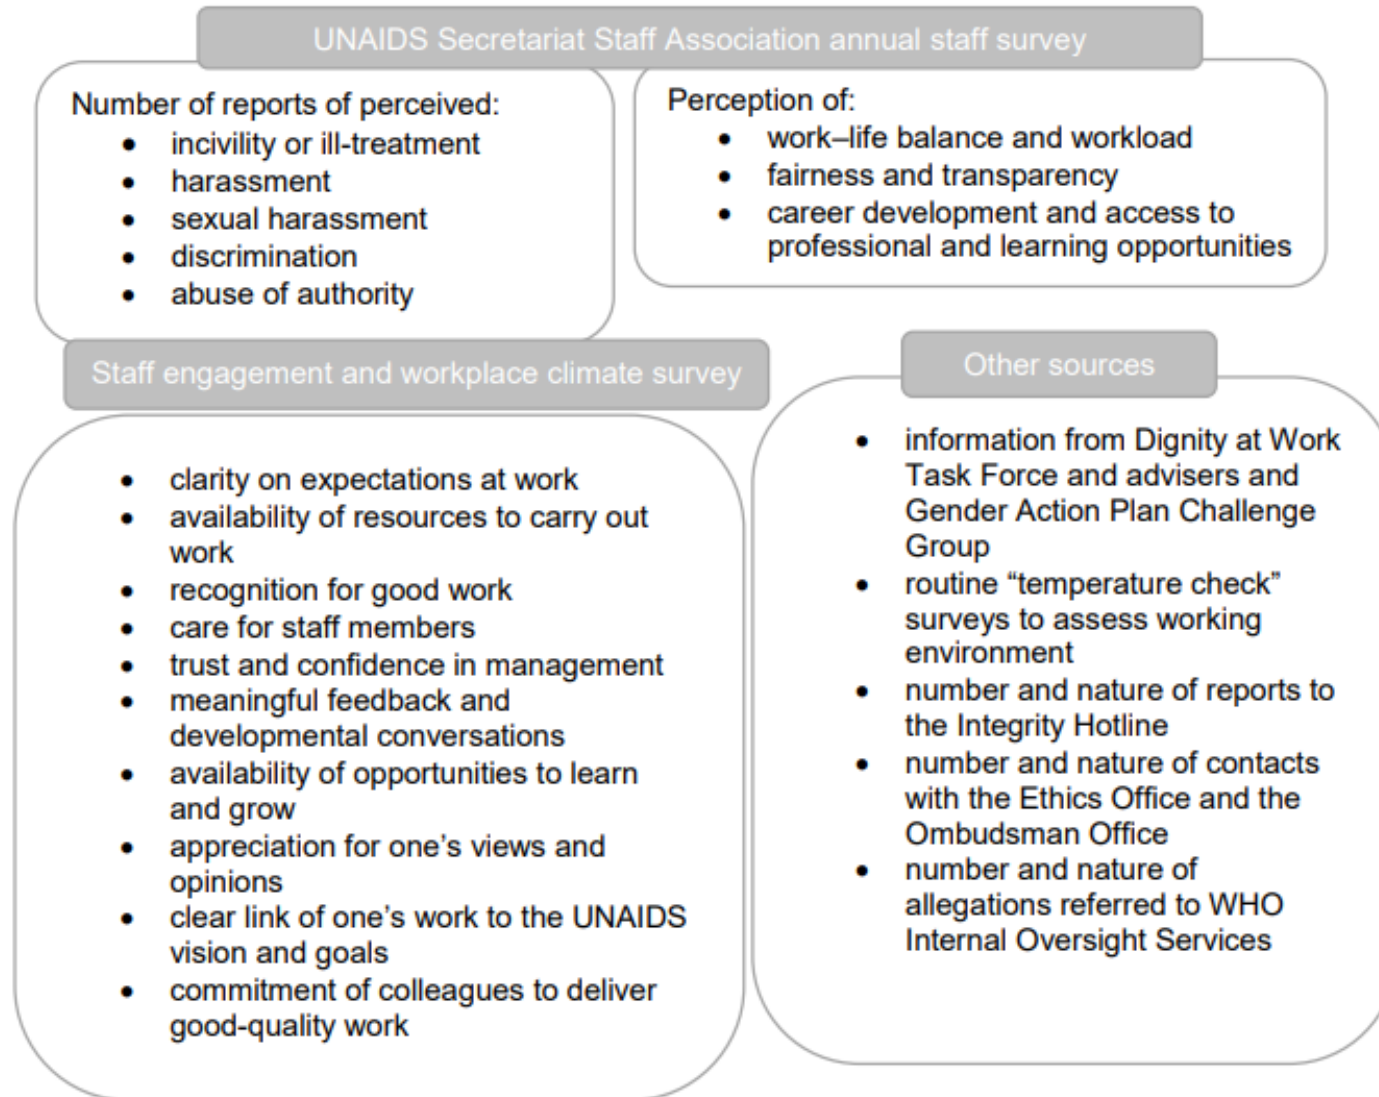 UNAIDS Secretariat Staff Association annual staff survey
Number of reports of perceived:
• incivility or ill-treatment
• harassment
• sexual harassment
• discrimination
• abuse of authority
Perception of:
• work–life balance and workload
• fairness and transparency
• career development and access to
professional and learning opportunities
Staff engagement and workplace climate survey
• clarity on expectations at work
• availability of resources to carry out
work
• recognition for good work
• care for staff members
• trust and confidence in management
• meaningful feedback and
developmental conversations
• availability of opportunities to learn
and grow
• appreciation for one’s views and
opinions
• clear link of one’s work to the UNAIDS
vision and goals
• commitment of colleagues to deliver
good-quality work
Other sources
• information from Dignity at Work
Task Force and advisers and
Gender Action Plan Challenge
Group
• routine “temperature check”
surveys to assess working
environment
• number and nature of reports to
the Integrity Hotline
• number and nature of contacts
with the Ethics Office and the
Ombudsman Office
• number and nature of
allegations referred to WHO
Internal Oversight Services